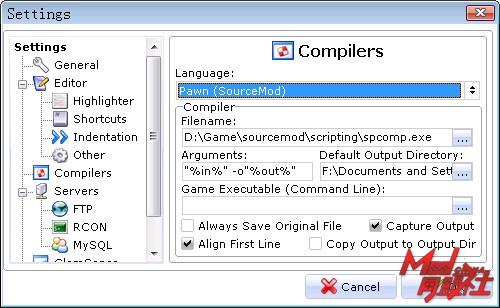 Settings
Settings
General
Editor
Highlighter
Shortcuts
Indentation
Other
Compilers
Servers
FTP
RCON
MySQL
Compilers
Language:
Pawn (SourceMod)
Compiler
Filename:
D:\Game\sourcemod\scripting\spcomp.exe
...
Arguments:
Default Output Directory:
"%in%" -o"%out%"
F:\Documents and Sett
...
Game Executable (Command Line):
...
Always Save Original File
Capture Output
Align First Line
Copy Output to Output Dir
Cancel